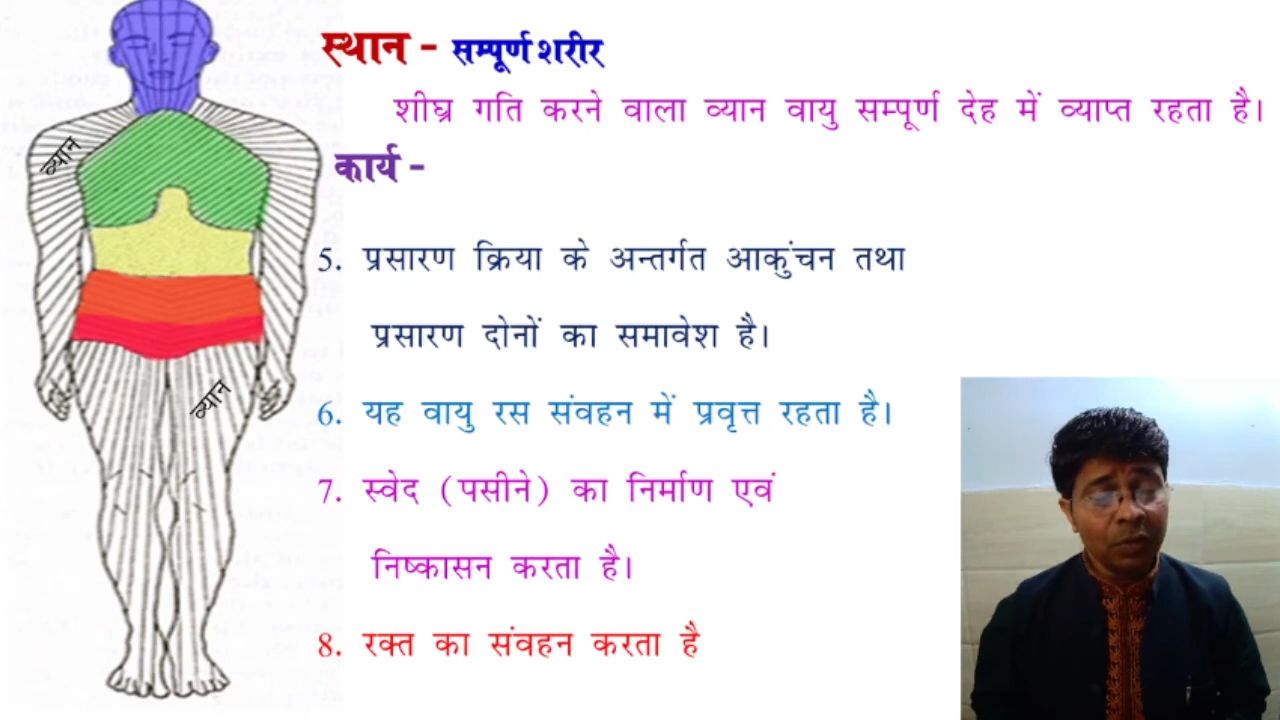 स्थान - सम्पूर्ण शरीर
शीघ्र गति करने वाला व्यान वायु सम्पूर्ण देह में व्याप्त रहता है।
व्यान
कार्य -
5. प्रसारण क्रिया के अन्तर्गत आकुंचन तथा
प्रसारण दोनों का समावेश है।
व्यान
6. यह वायु रस संवहन में प्रवृत्त रहता है।
7. स्वेद (पसीने) का निर्माण एवं
निष्कासन करता है।
8. रक्त का संवहन करता है